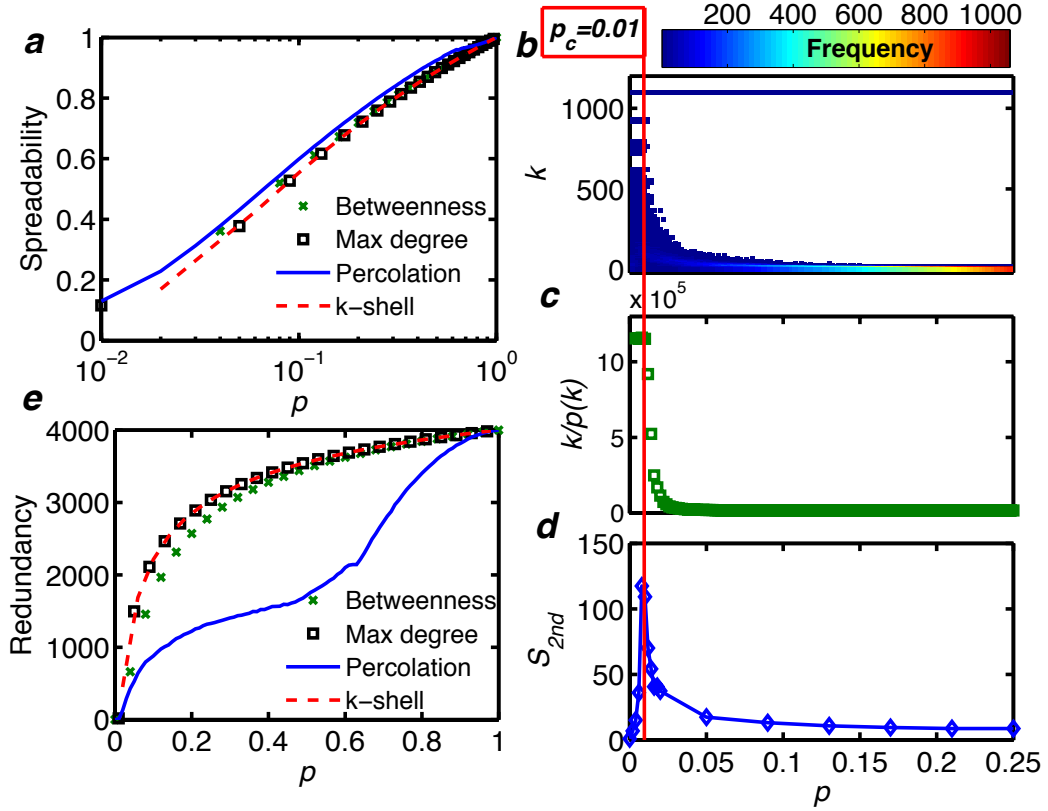 a
1
0.8
0.6
0.4
0.2
0
Spreadability
Betweenness
Max degree
Percolation
k−shell
10^-2
10^-1
10^0
p
p_c=0.01
b
200 400 600 800 1000
Frequency
1000
500
0
k
c
x 10^5
10
5
0
k/p(k)
d
150
100
50
0
S_2nd
0 0.05 0.1 0.15 0.2 0.25
p
e
4000
3000
2000
1000
0
Redundancy
Betweenness
Max degree
Percolation
k−shell
0 0.2 0.4 0.6 0.8 1
p